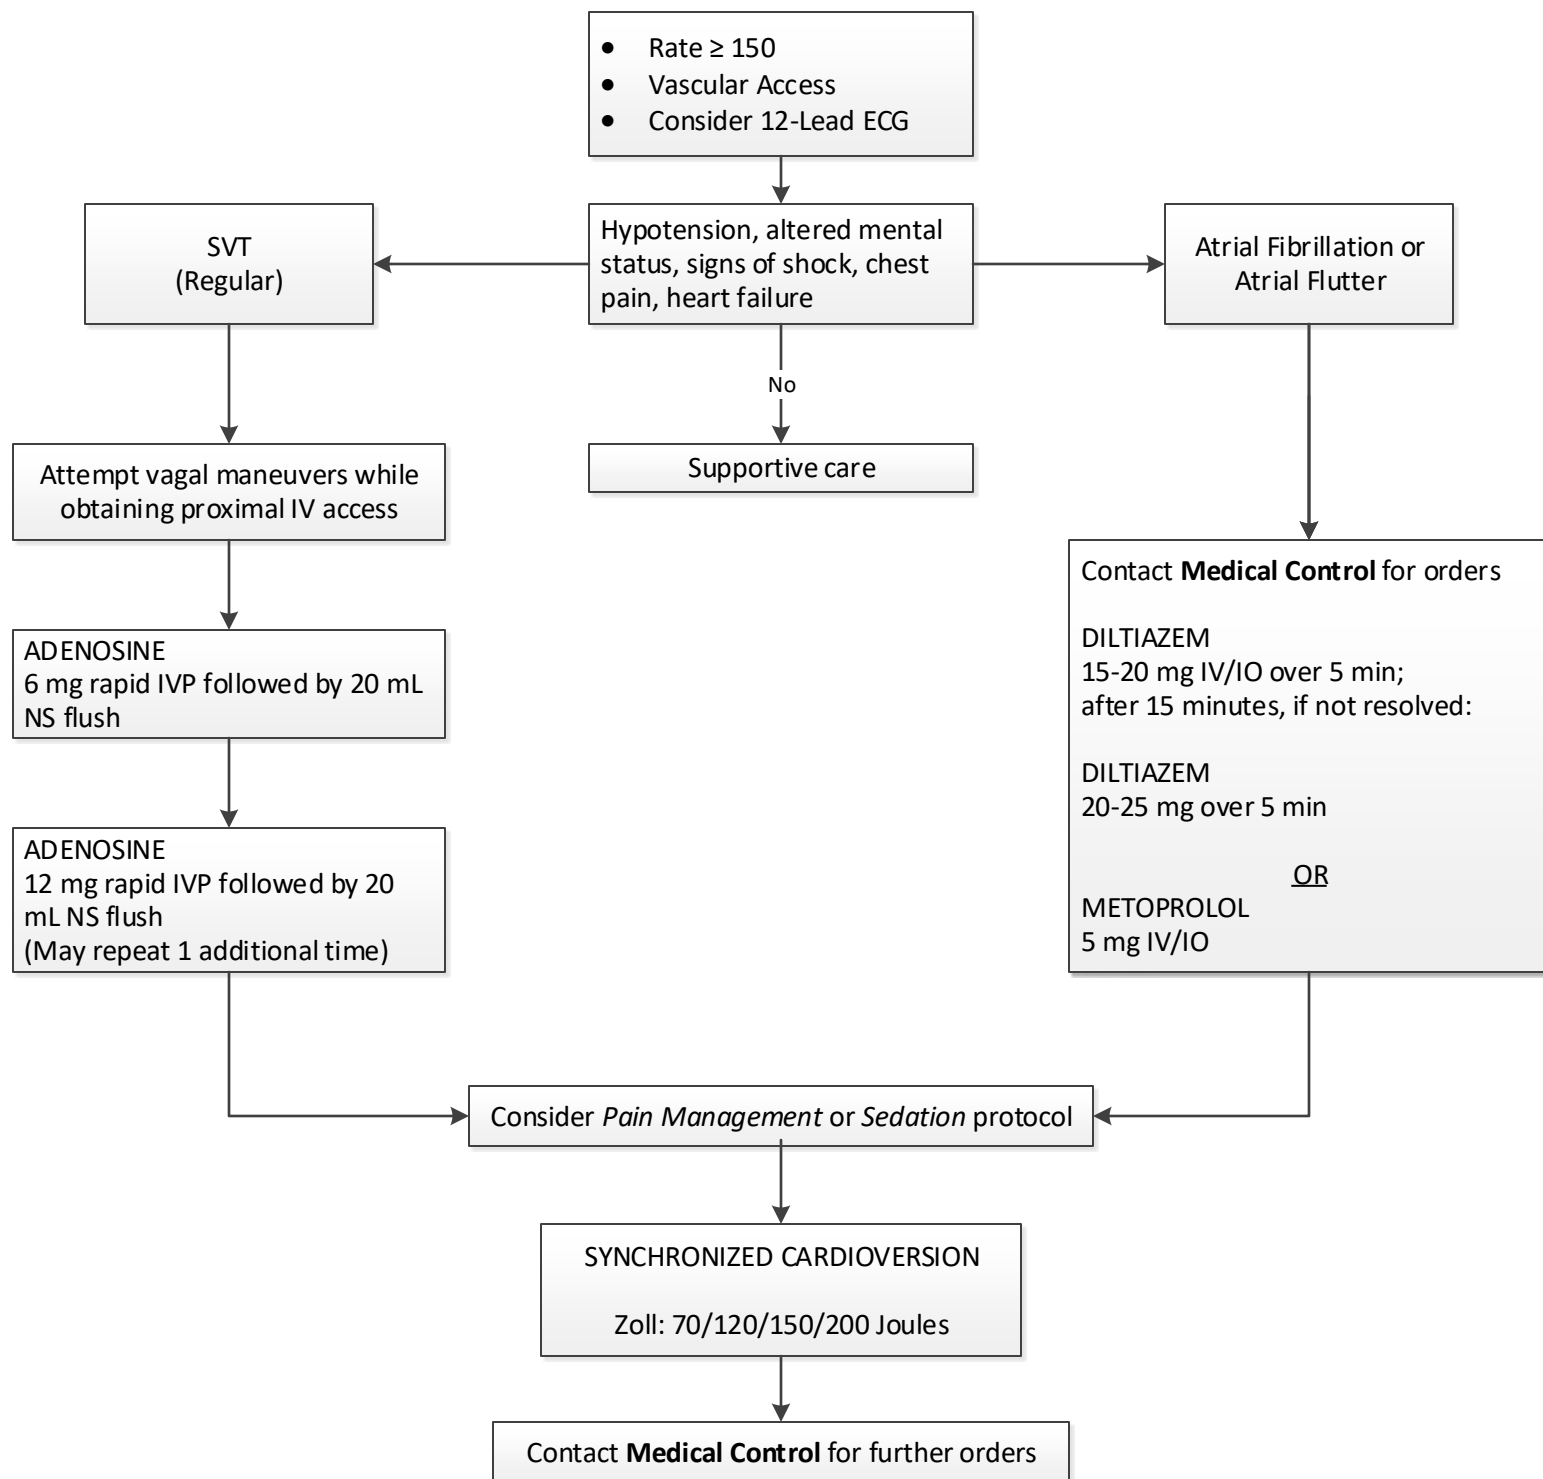 • Rate ≥ 150
• Vascular Access
• Consider 12-Lead ECG
SVT
(Regular)
Hypotension, altered mental
status, signs of shock, chest
pain, heart failure
Atrial Fibrillation or
Atrial Flutter
No
Supportive care
Attempt vagal maneuvers while
obtaining proximal IV access
ADENOSINE
6 mg rapid IVP followed by 20 mL
NS flush
ADENOSINE
12 mg rapid IVP followed by 20
mL NS flush
(May repeat 1 additional time)
Contact Medical Control for orders
DILTIAZEM
15-20 mg IV/IO over 5 min;
after 15 minutes, if not resolved:
DILTIAZEM
20-25 mg over 5 min
OR
METOPROLOL
5 mg IV/IO
Consider Pain Management or Sedation protocol
SYNCHRONIZED CARDIOVERSION
Zoll: 70/120/150/200 Joules
Contact Medical Control for further orders